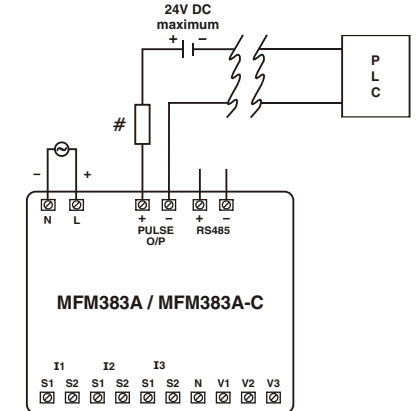 24V DC
maximum
+ –
P
L
C
#
– +
N L
+ – + –
PULSE RS485
O/P
MFM383A / MFM383A-C
I1 I2 I3
S1 S2 S1 S2 S1 S2 N V1 V2 V3